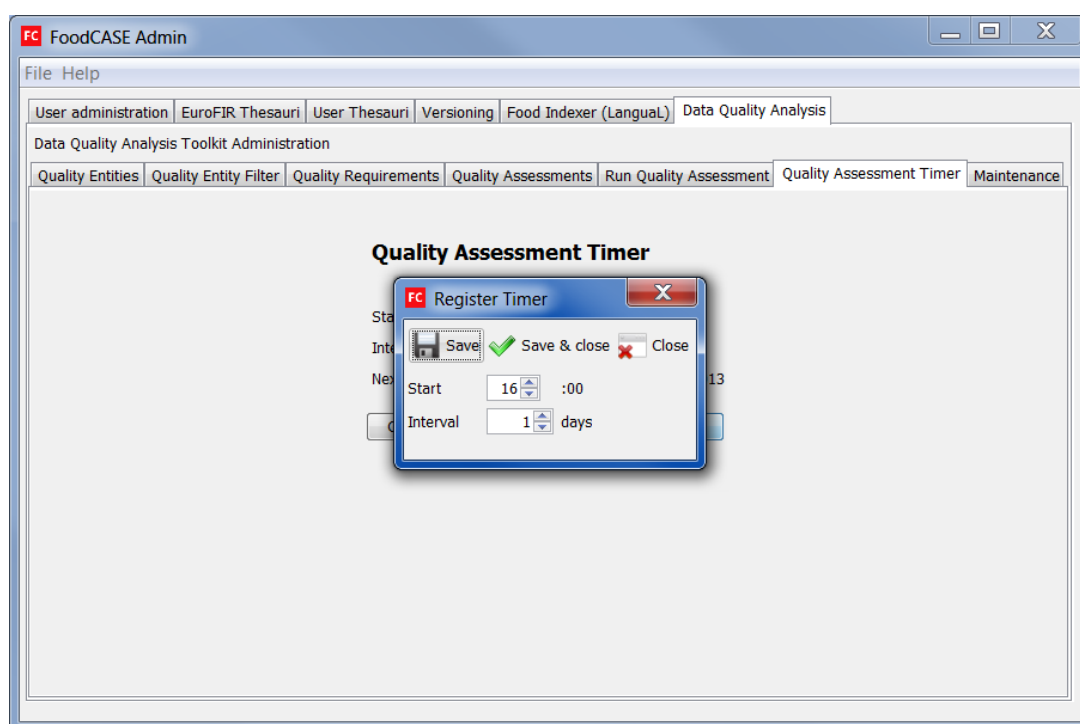 FC FoodCASE Admin
File Help
User administration EuroFIR Thesauri User Thesauri Versioning Food Indexer (LanguaL) Data Quality Analysis
Data Quality Analysis Toolkit Administration
Quality Entities Quality Entity Filter Quality Requirements Quality Assessments Run Quality Assessment Quality Assessment Timer Maintenance
Quality Assessment Timer
FC Register Timer
Save Save & close Close
Start 16 :00
13
Interval 1 days